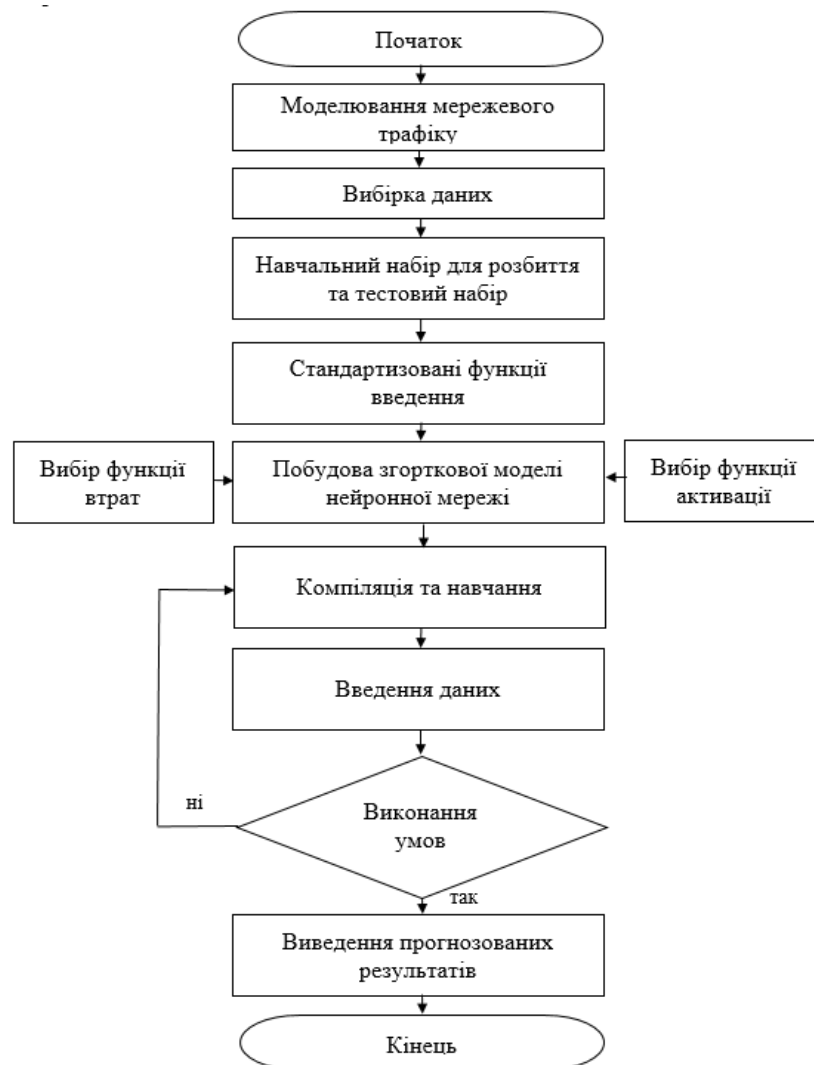 Початок
Моделювання мережевого
трафіку
Вибірка даних
Навчальний набір для розбиття
та тестовий набір
Стандартизовані функції
введення
Вибір функції
втрат
Побудова згорткової моделі
нейронної мережі
Вибір функції
активації
Компіляція та навчання
Введення даних
ні
Виконання
умов
так
Виведення прогнозованих
результатів
Кінець